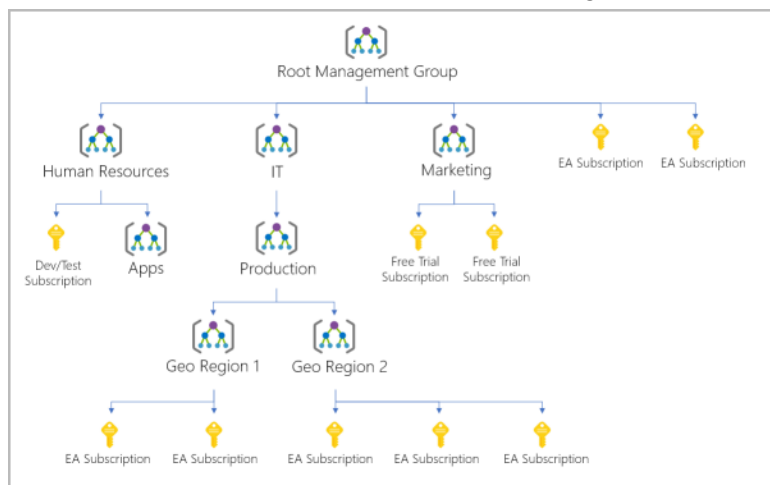 Root Management Group
Human Resources
IT
Marketing
EA Subscription
EA Subscription
Dev/Test
Subscription
Apps
Production
Free Trial
Subscription
Free Trial
Subscription
Geo Region 1
Geo Region 2
EA Subscription
EA Subscription
EA Subscription
EA Subscription
EA Subscription